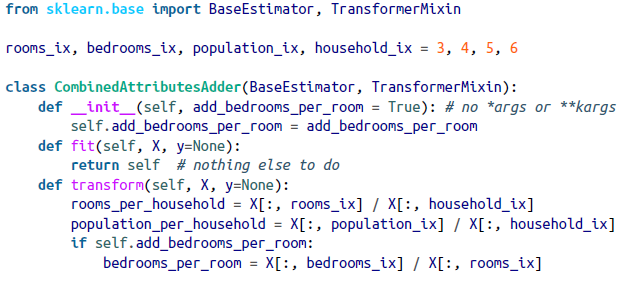 from sklearn.base import BaseEstimator, TransformerMixin
rooms_ix, bedrooms_ix, population_ix, household_ix = 3, 4, 5, 6
class CombinedAttributesAdder(BaseEstimator, TransformerMixin):
    def __init__(self, add_bedrooms_per_room = True): # no *args or **kargs
        self.add_bedrooms_per_room = add_bedrooms_per_room
    def fit(self, X, y=None):
        return self  # nothing else to do
    def transform(self, X, y=None):
        rooms_per_household = X[:, rooms_ix] / X[:, household_ix]
        population_per_household = X[:, population_ix] / X[:, household_ix]
        if self.add_bedrooms_per_room:
            bedrooms_per_room = X[:, bedrooms_ix] / X[:, rooms_ix]